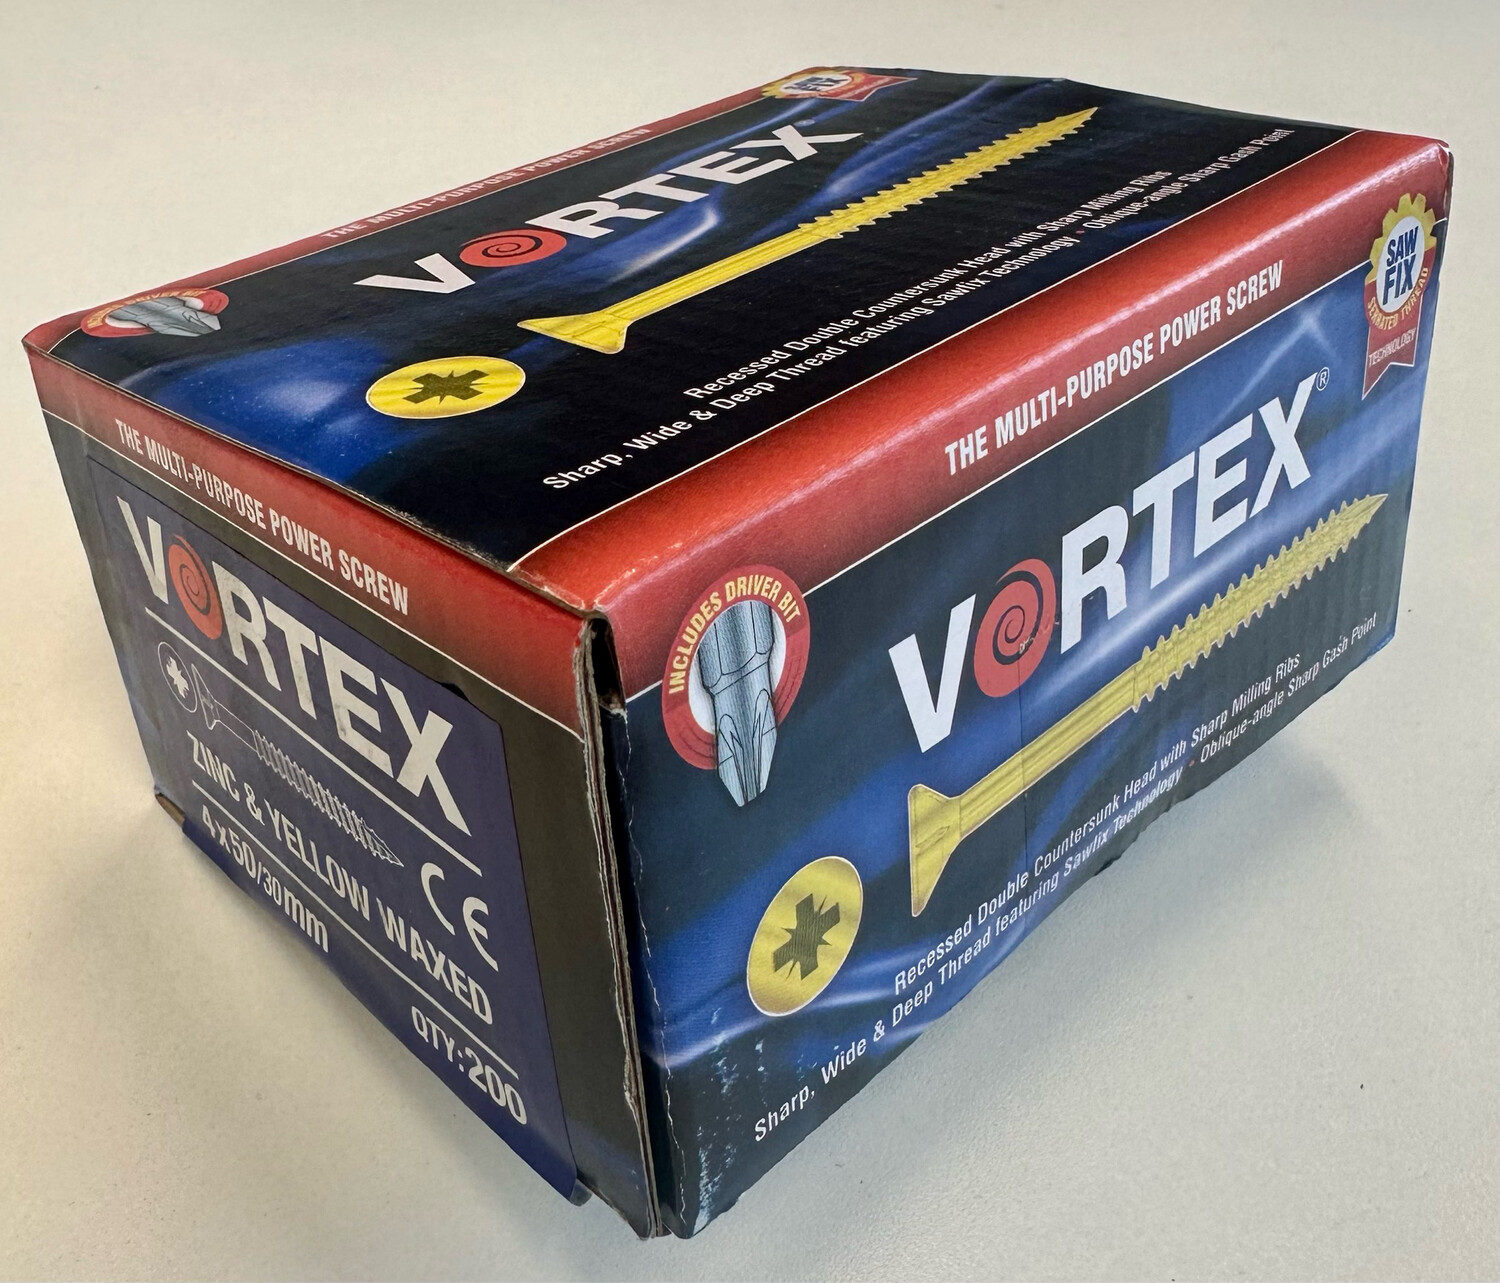 THE MULTI-PURPOSE POWER SCREW
SAW
FIX
VORTEX®
Recessed Double Countersunk Head with Sharp Milling Ribs
Sharp, Wide & Deep Thread featuring Sawfix Technology • Oblique-angle Sharp Gash Point
THE MULTI-PURPOSE POWER SCREW
VORTEX
ZINC & YELLOW WAXED
4x50/30mm
CE
QTY:200
THE MULTI-PURPOSE POWER SCREW
SAW
FIX
SERRATED THREAD
TECHNOLOGY
INCLUDES DRIVER BIT
VORTEX®
Recessed Double Countersunk Head with Sharp Milling Ribs
Sharp, Wide & Deep Thread featuring Sawfix Technology • Oblique-angle Sharp Gash Point